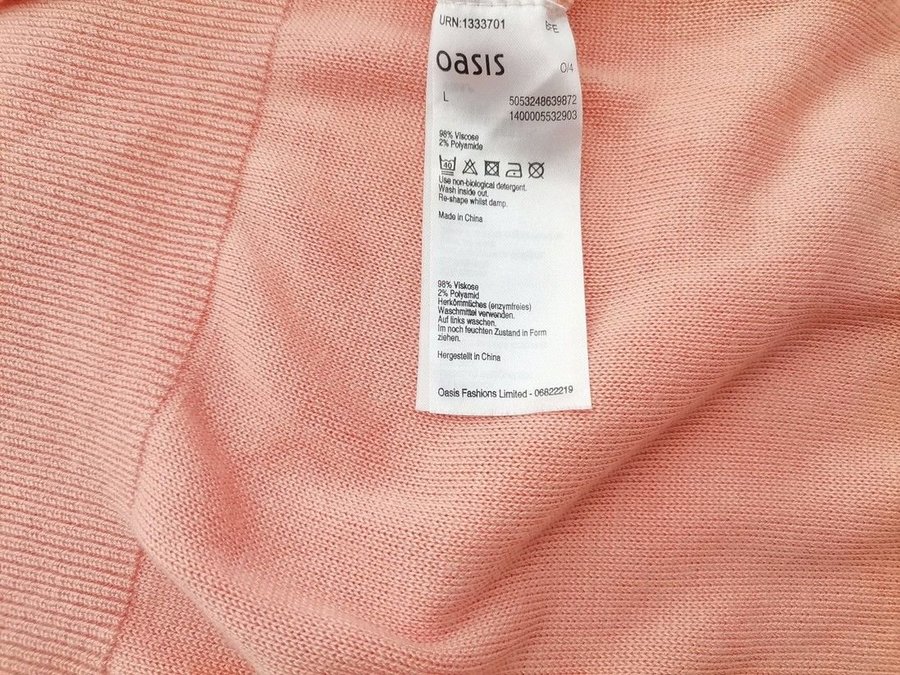 URN:1333701
oasis
O/4
L 5053248639872
1400005532903
98% Viscose
2% Polyamide
40
Use non-biological detergent.
Wash inside out.
Re-shape whilst damp.
Made in China
98% Viskose
2% Polyamid
Herkömmliches (enzymfreies)
Waschmittel verwenden.
Auf links waschen.
Im noch feuchten Zustand in Form
ziehen.
Hergestellt in China
Oasis Fashions Limited - 06822219